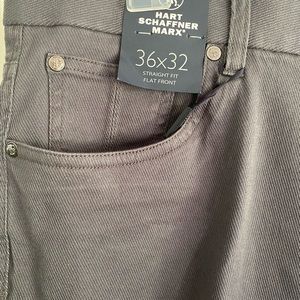 HART
SCHAFFNER
MARX®
36x32
STRAIGHT FIT
FLAT FRONT